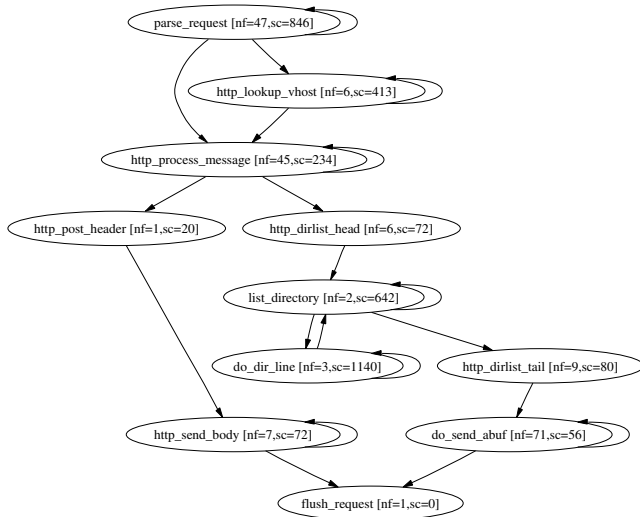 parse_request [nf=47,sc=846]
http_lookup_vhost [nf=6,sc=413]
http_process_message [nf=45,sc=234]
http_post_header [nf=1,sc=20]
http_dirlist_head [nf=6,sc=72]
list_directory [nf=2,sc=642]
do_dir_line [nf=3,sc=1140]
http_dirlist_tail [nf=9,sc=80]
http_send_body [nf=7,sc=72]
do_send_abuf [nf=71,sc=56]
flush_request [nf=1,sc=0]